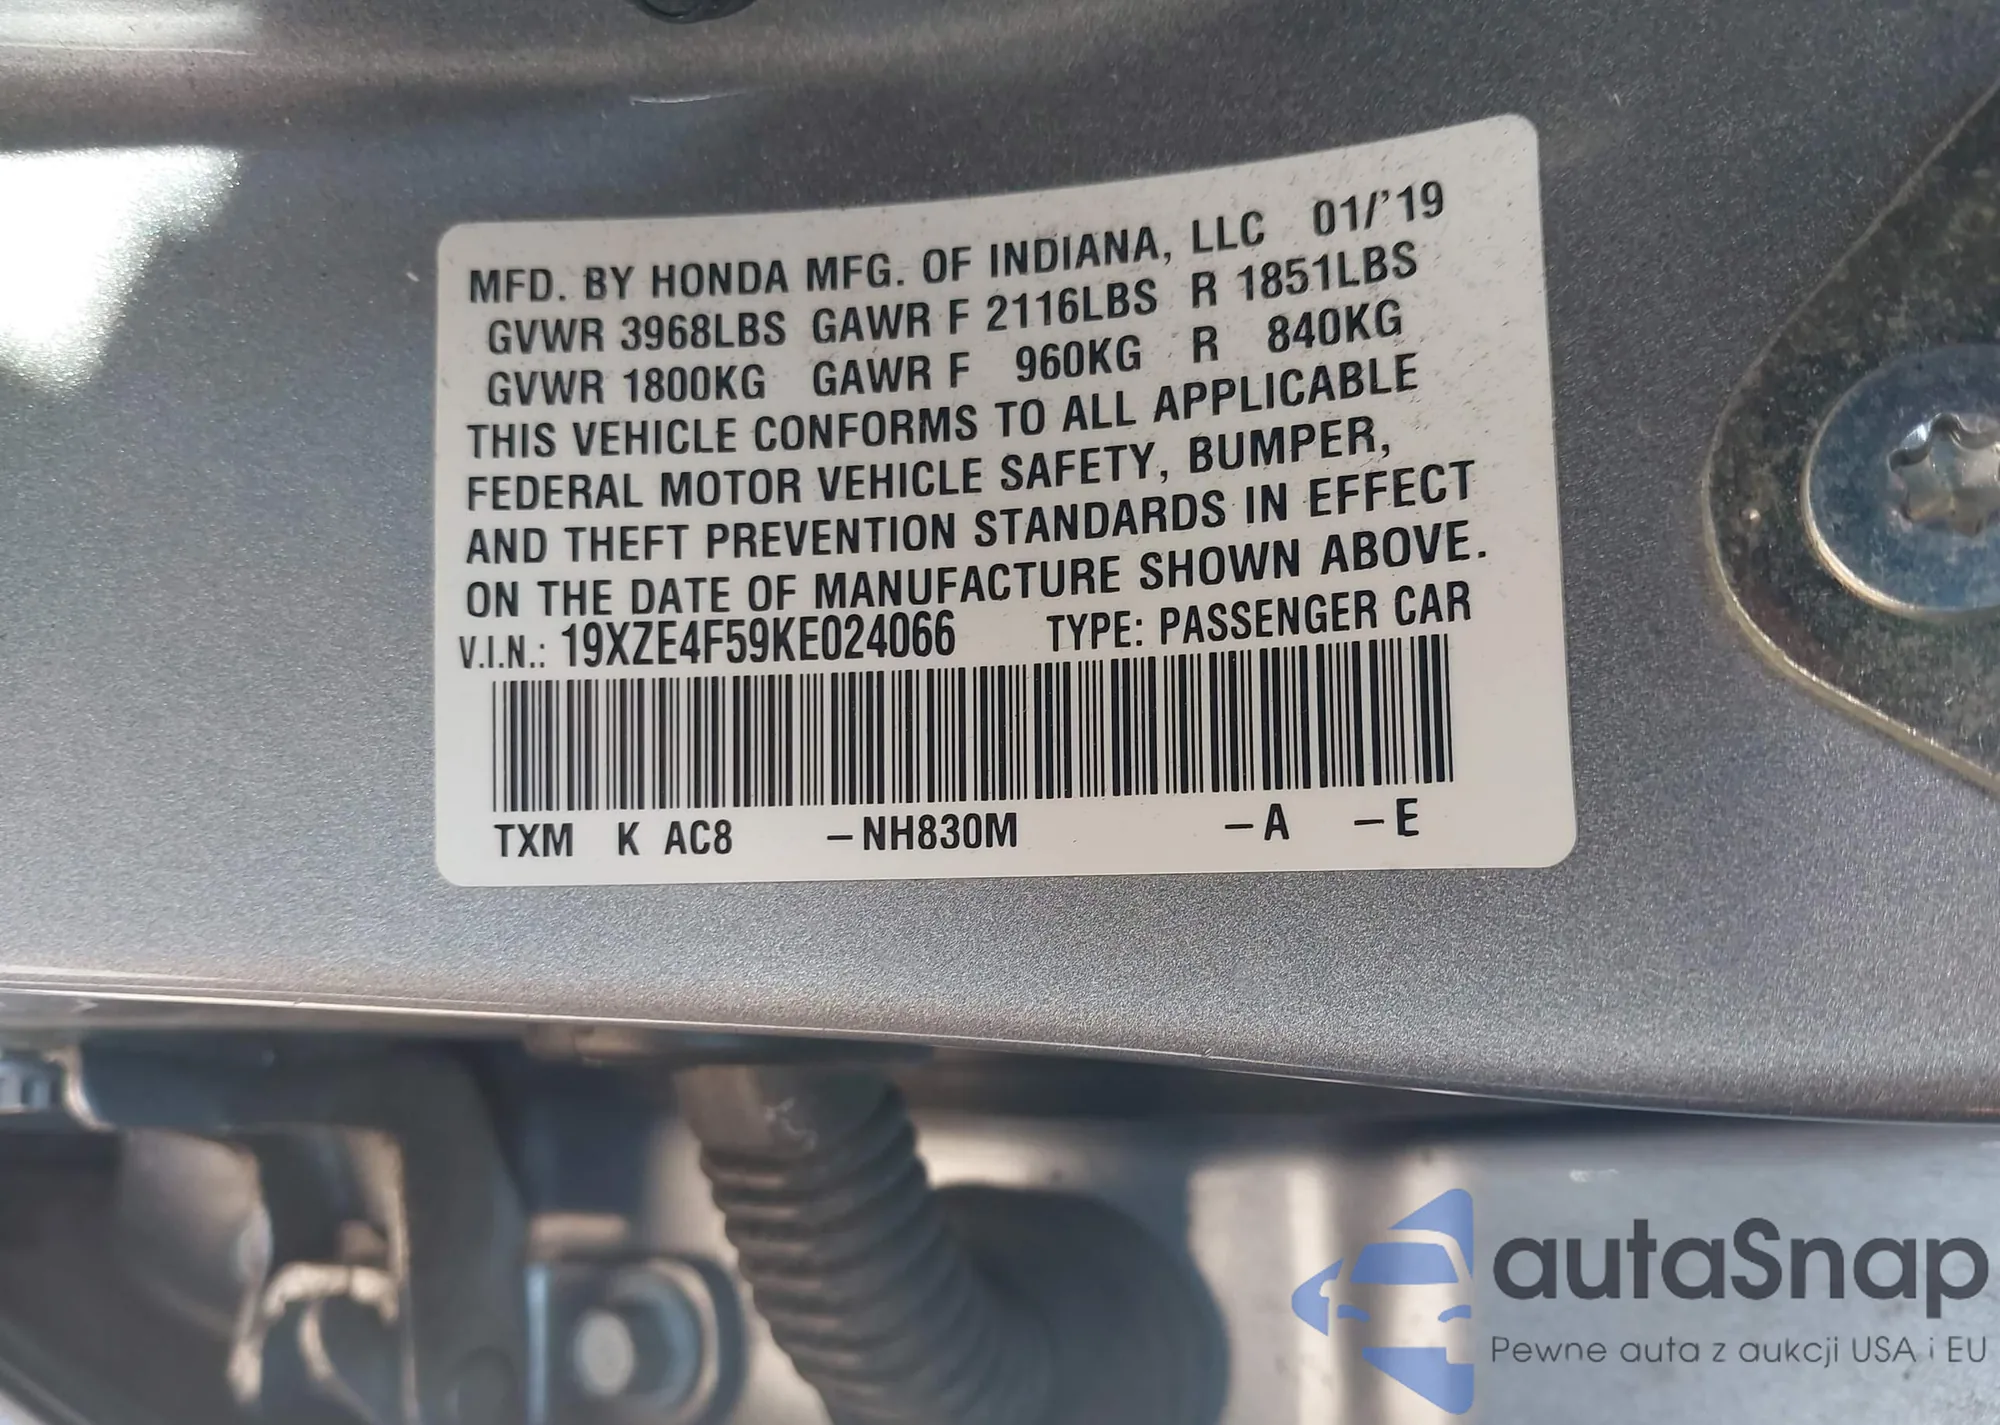 MFD. BY HONDA MFG. OF INDIANA, LLC 01/'19
GVWR 3968LBS GAWR F 2116LBS R 1851LBS
GVWR 1800KG GAWR F 960KG R 840KG
THIS VEHICLE CONFORMS TO ALL APPLICABLE
FEDERAL MOTOR VEHICLE SAFETY, BUMPER,
AND THEFT PREVENTION STANDARDS IN EFFECT
ON THE DATE OF MANUFACTURE SHOWN ABOVE.
V.I.N.: 19XZE4F59KE024066 TYPE: PASSENGER CAR
TXM K AC8 –NH830M –A –E
autaSnap
Pewne auta z aukcji USA i EU